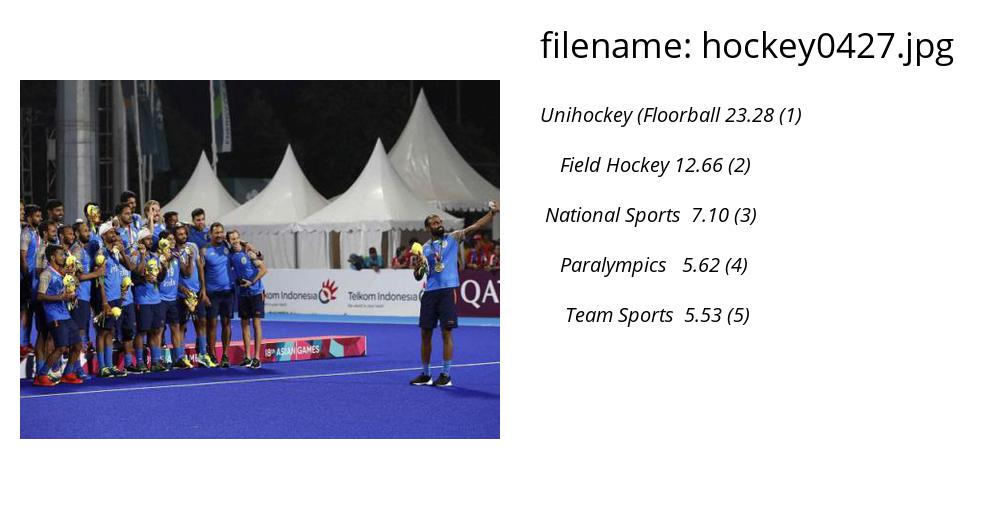 filename: hockey0427.jpg
Unihockey (Floorball 23.28 (1)
Field Hockey 12.66 (2)
National Sports 7.10 (3)
Paralympics 5.62 (4)
Team Sports 5.53 (5)
Telkom Indonesia
Telkom Indonesia
QA
18th ASIAN GAMES